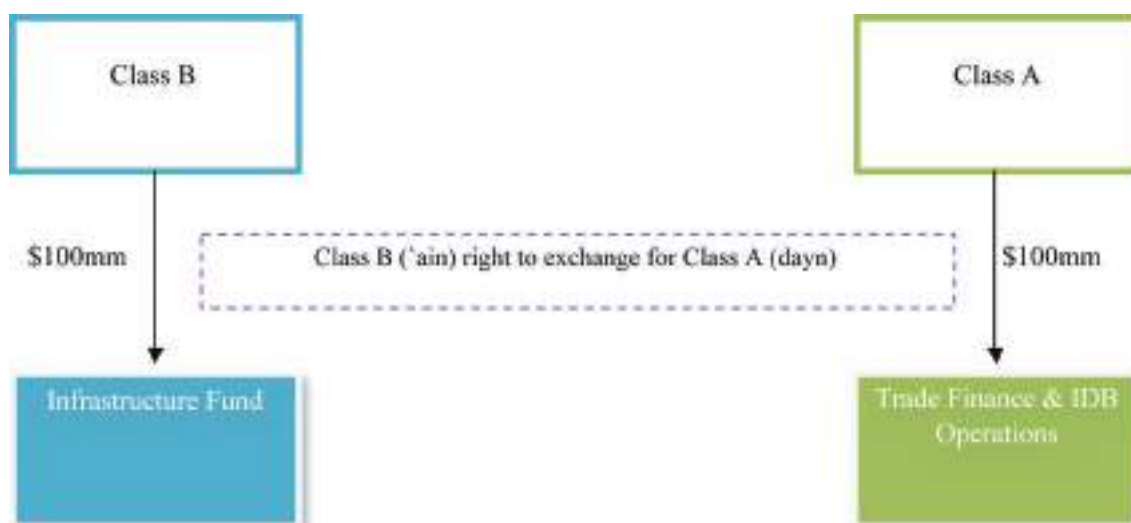 Class B
Class A
$100mm
Class B (`ain) right to exchange for Class A (dayn)
$100mm
Infrastructure Fund
Trade Finance & IDB
Operations